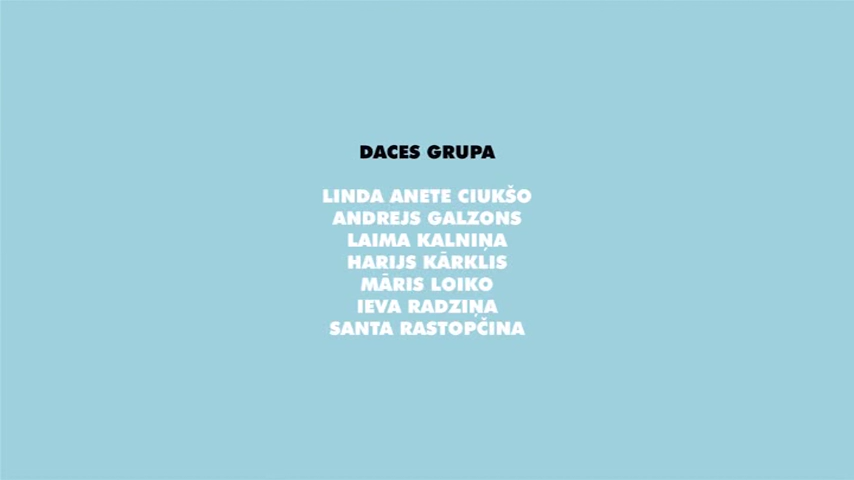 DACES GRUPA
LINDA ANETE CIUKŠO
ANDREJS GALZONS
LAIMA KALNIŅA
HARIJS KĀRKLIS
MĀRIS LOIKO
IEVA RADZIŅA
SANTA RASTOPČINA